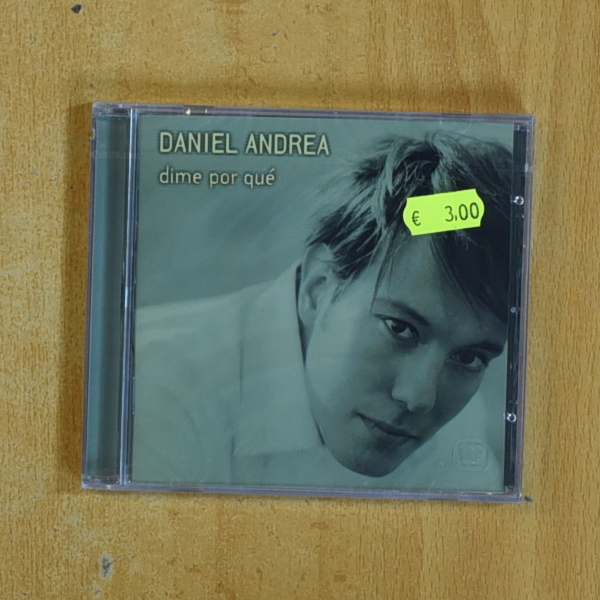 DANIEL ANDREA
dime por qué
€ 3.00